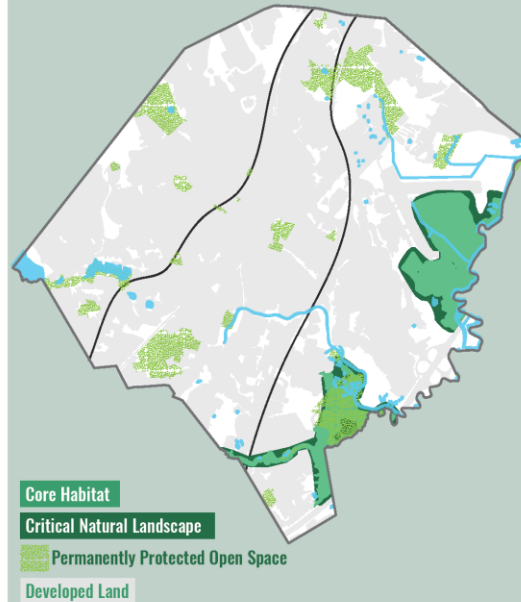 Core Habitat
Critical Natural Landscape
Permanently Protected Open Space
Developed Land